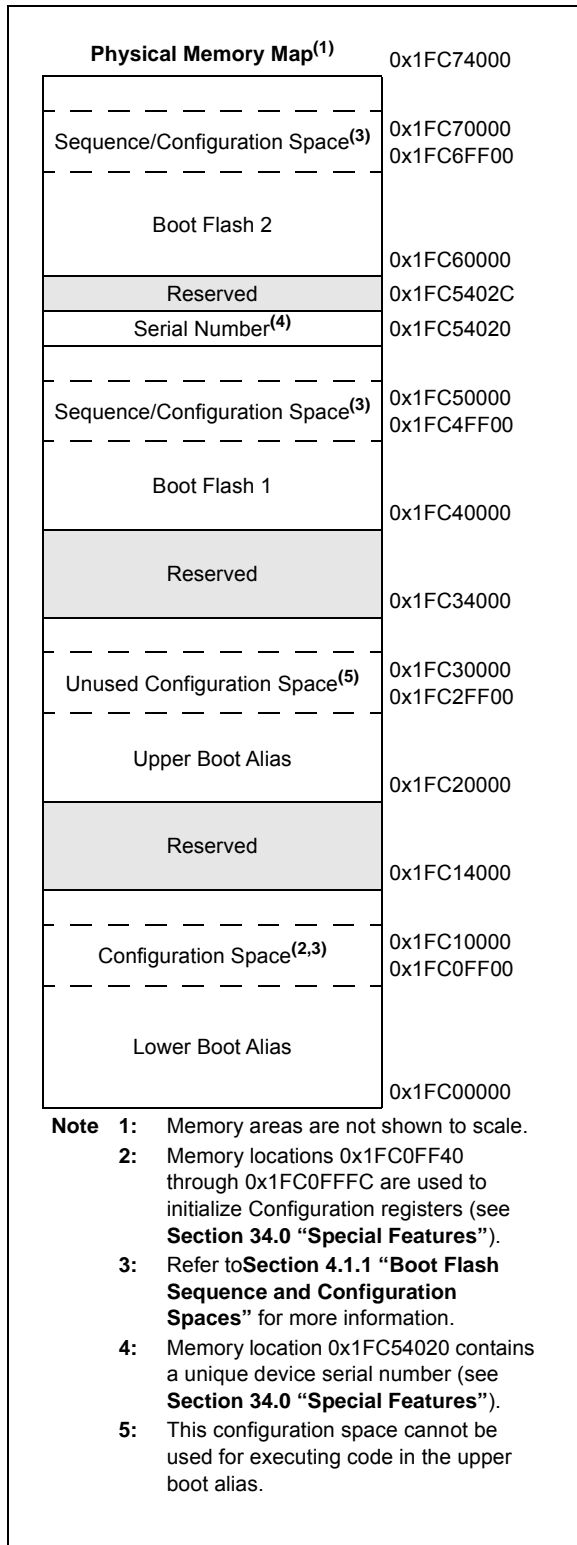 Physical Memory Map(1)
0x1FC74000
Sequence/Configuration Space(3)
0x1FC70000
0x1FC6FF00
Boot Flash 2
0x1FC60000
Reserved
0x1FC5402C
Serial Number(4)
0x1FC54020
Sequence/Configuration Space(3)
0x1FC50000
0x1FC4FF00
Boot Flash 1
0x1FC40000
Reserved
0x1FC34000
Unused Configuration Space(5)
0x1FC30000
0x1FC2FF00
Upper Boot Alias
0x1FC20000
Reserved
0x1FC14000
Configuration Space(2,3)
0x1FC10000
0x1FC0FF00
Lower Boot Alias
0x1FC00000
Note 1: Memory areas are not shown to scale.
2: Memory locations 0x1FC0FF40
through 0x1FC0FFFC are used to
initialize Configuration registers (see
Section 34.0 “Special Features”).
3: Refer toSection 4.1.1 “Boot Flash
Sequence and Configuration
Spaces” for more information.
4: Memory location 0x1FC54020 contains
a unique device serial number (see
Section 34.0 “Special Features”).
5: This configuration space cannot be
used for executing code in the upper
boot alias.